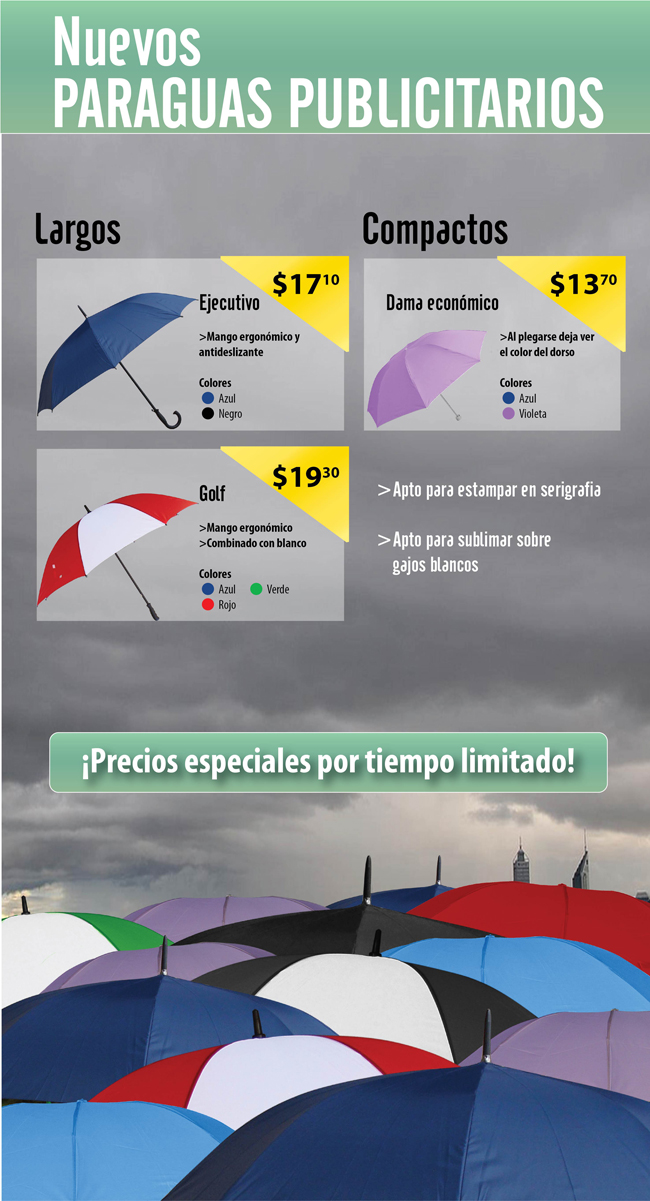 Nuevos
PARAGUAS PUBLICITARIOS
Largos
$1710
Ejecutivo
>Mango ergonómico y
antideslizante
Colores
Azul
Negro
$1930
Golf
>Mango ergonómico
>Combinado con blanco
Colores
Azul Verde
Rojo
Compactos
$1370
Dama económico
>Al plegarse deja ver
el color del dorso
Colores
Azul
Violeta
>Apto para estampar en serigrafia
>Apto para sublimar sobre
gajos blancos
¡Precios especiales por tiempo limitado!